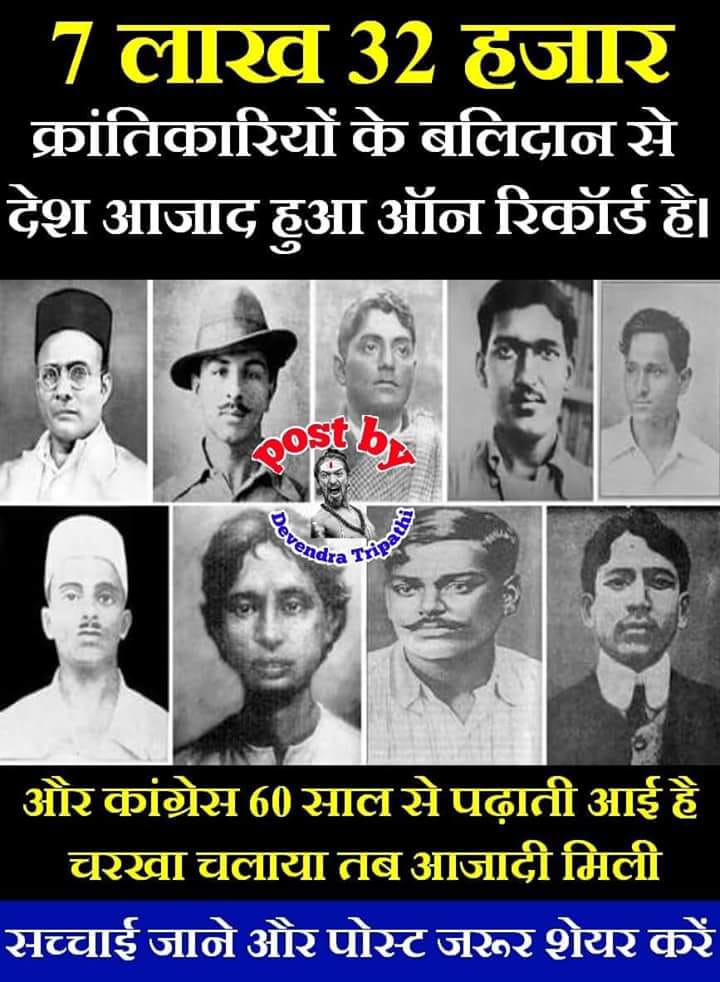 7 लाख 32 हजार
क्रांतिकारियों के बलिदान से
देश आजाद हुआ ऑन रिकॉर्ड है।
post by
Devendra Tripathi
और कांग्रेस 60 साल से पढ़ाती आई है
चरखा चलाया तब आजादी मिली
सच्चाई जाने और पोस्ट जरूर शेयर करें